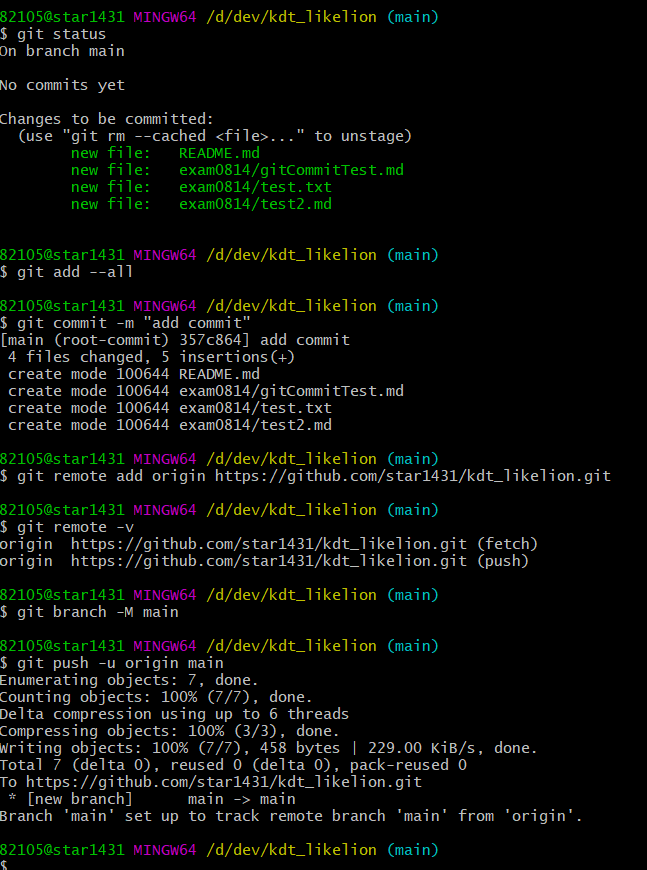 82105@star1431 MINGW64 /d/dev/kdt_likelion (main)
$ git status
On branch main

No commits yet

Changes to be committed:
  (use "git rm --cached <file>..." to unstage)
        new file:   README.md
        new file:   exam0814/gitCommitTest.md
        new file:   exam0814/test.txt
        new file:   exam0814/test2.md

82105@star1431 MINGW64 /d/dev/kdt_likelion (main)
$ git add --all

82105@star1431 MINGW64 /d/dev/kdt_likelion (main)
$ git commit -m "add commit"
[main (root-commit) 357c864] add commit
 4 files changed, 5 insertions(+)
 create mode 100644 README.md
 create mode 100644 exam0814/gitCommitTest.md
 create mode 100644 exam0814/test.txt
 create mode 100644 exam0814/test2.md

82105@star1431 MINGW64 /d/dev/kdt_likelion (main)
$ git remote add origin https://github.com/star1431/kdt_likelion.git

82105@star1431 MINGW64 /d/dev/kdt_likelion (main)
$ git remote -v
origin  https://github.com/star1431/kdt_likelion.git (fetch)
origin  https://github.com/star1431/kdt_likelion.git (push)

82105@star1431 MINGW64 /d/dev/kdt_likelion (main)
$ git branch -M main

82105@star1431 MINGW64 /d/dev/kdt_likelion (main)
$ git push -u origin main
Enumerating objects: 7, done.
Counting objects: 100% (7/7), done.
Delta compression using up to 6 threads
Compressing objects: 100% (3/3), done.
Writing objects: 100% (7/7), 458 bytes | 229.00 KiB/s, done.
Total 7 (delta 0), reused 0 (delta 0), pack-reused 0
To https://github.com/star1431/kdt_likelion.git
 * [new branch]      main -> main
Branch 'main' set up to track remote branch 'main' from 'origin'.

82105@star1431 MINGW64 /d/dev/kdt_likelion (main)
$